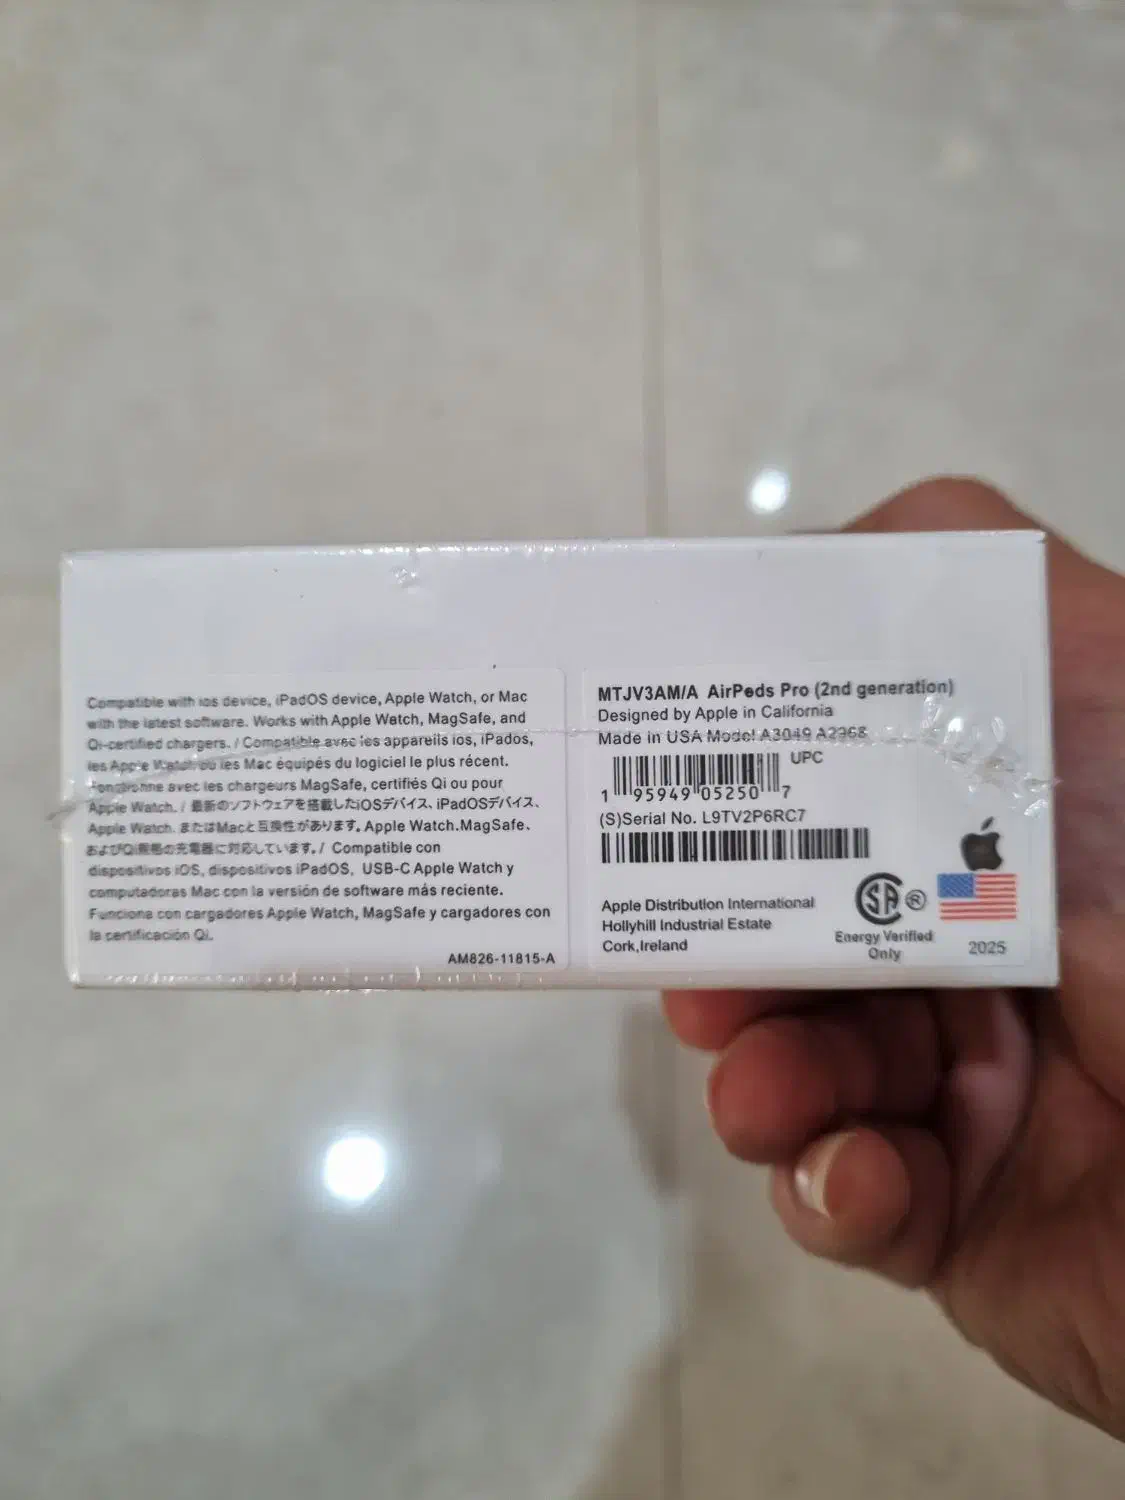 Compatible with ios device, iPadOS device, Apple Watch, or Mac
with the latest software. Works with Apple Watch, MagSafe, and
Qi-certified chargers. / Compatible avec les appareils ios, iPados,
les Apple Watch ou les Mac équipés du logiciel le plus récent.
Fonctionne avec les chargeurs MagSafe, certifiés Qi ou pour
Apple Watch. / 最新のソフトウェアを搭載したiOSデバイス、iPadOSデバイス、
Apple Watch. またはMacと互換性があります。Apple Watch.MagSafe、
およびQi規格の充電器に対応しています。/ Compatible con
dispositivos iOS, dispositivos iPadOS, USB-C Apple Watch y
computadoras Mac con la versión de software más reciente.
Funciona con cargadores Apple Watch, MagSafe y cargadores con
la certificación Qi.
AM826-11815-A
MTJV3AM/A AirPeds Pro (2nd generation)
Designed by Apple in California
Made in USA Model A3049 A2968
UPC
1 95949 05250 7
(S)Serial No. L9TV2P6RC7
Apple Distribution International
Hollyhill Industrial Estate
Cork,Ireland
SA ®
Energy Verified
Only
2025